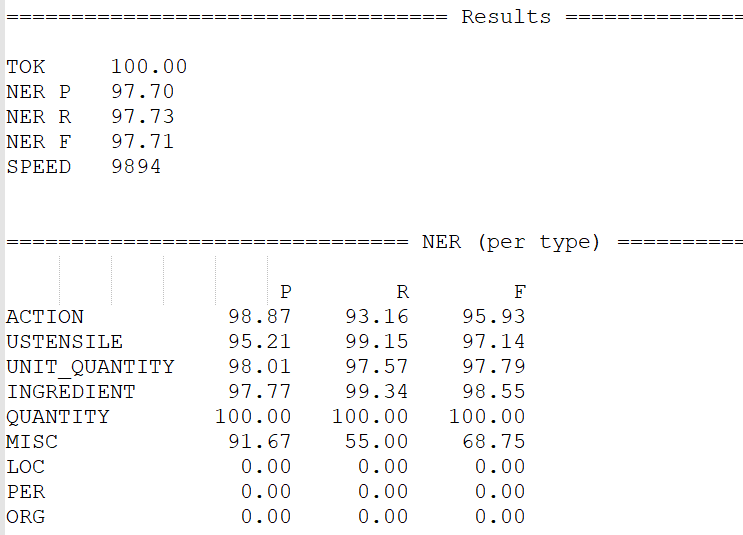 ================================== Results ==============
TOK     100.00
NER P   97.70
NER R   97.73
NER F   97.71
SPEED   9894
=============================== NER (per type) ==========
                     P        R        F
ACTION           98.87    93.16    95.93
USTENSILE        95.21    99.15    97.14
UNIT_QUANTITY    98.01    97.57    97.79
INGREDIENT       97.77    99.34    98.55
QUANTITY        100.00   100.00   100.00
MISC             91.67    55.00    68.75
LOC               0.00     0.00     0.00
PER               0.00     0.00     0.00
ORG               0.00     0.00     0.00